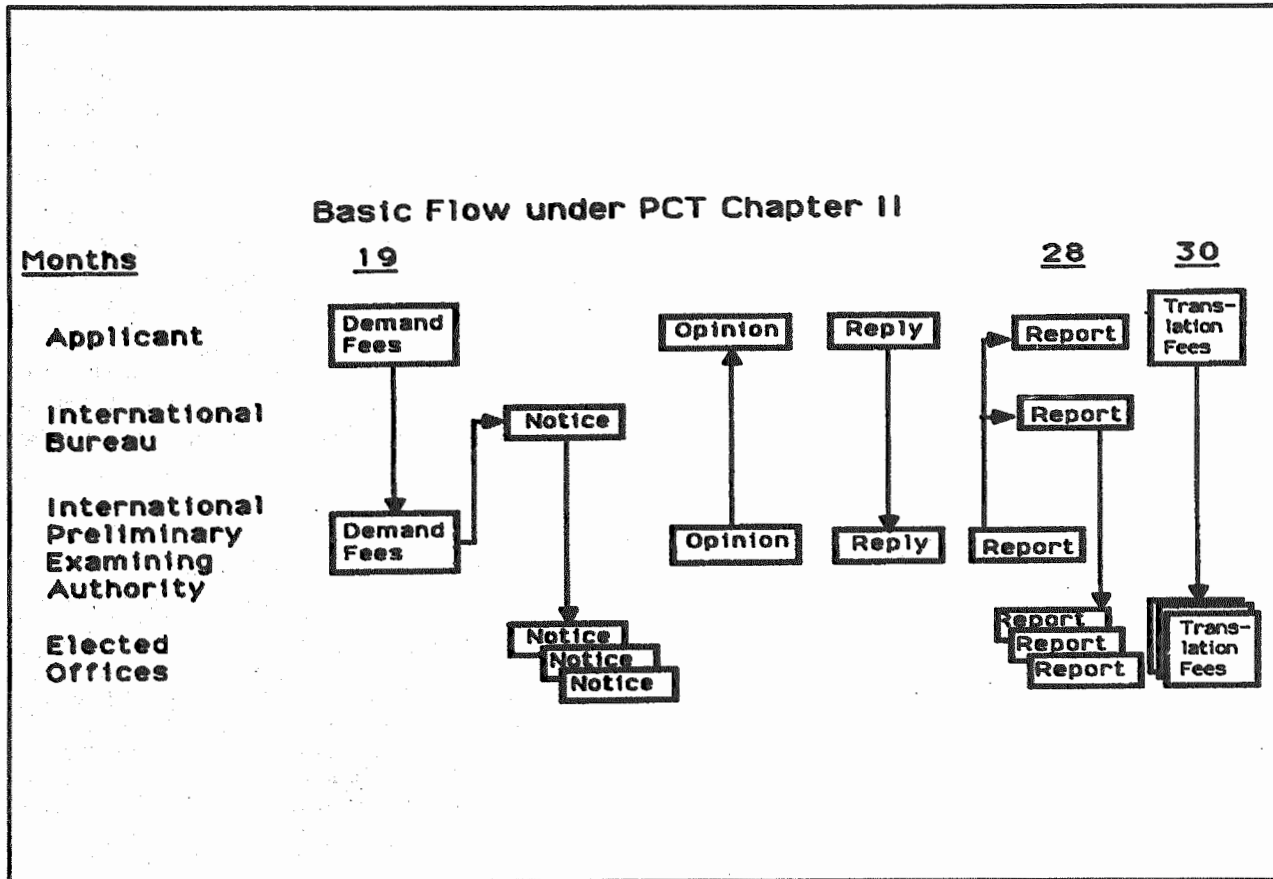 Basic Flow under PCT Chapter II
Months
19
28
30
Applicant
Demand
Fees
Opinion
Reply
Report
Trans-
lation
Fees
International
Bureau
Notice
Report
International
Preliminary
Examining
Authority
Demand
Fees
Opinion
Reply
Report
Elected
Offices
Notice
Notice
Notice
Report
Report
Report
Trans-
lation
Fees